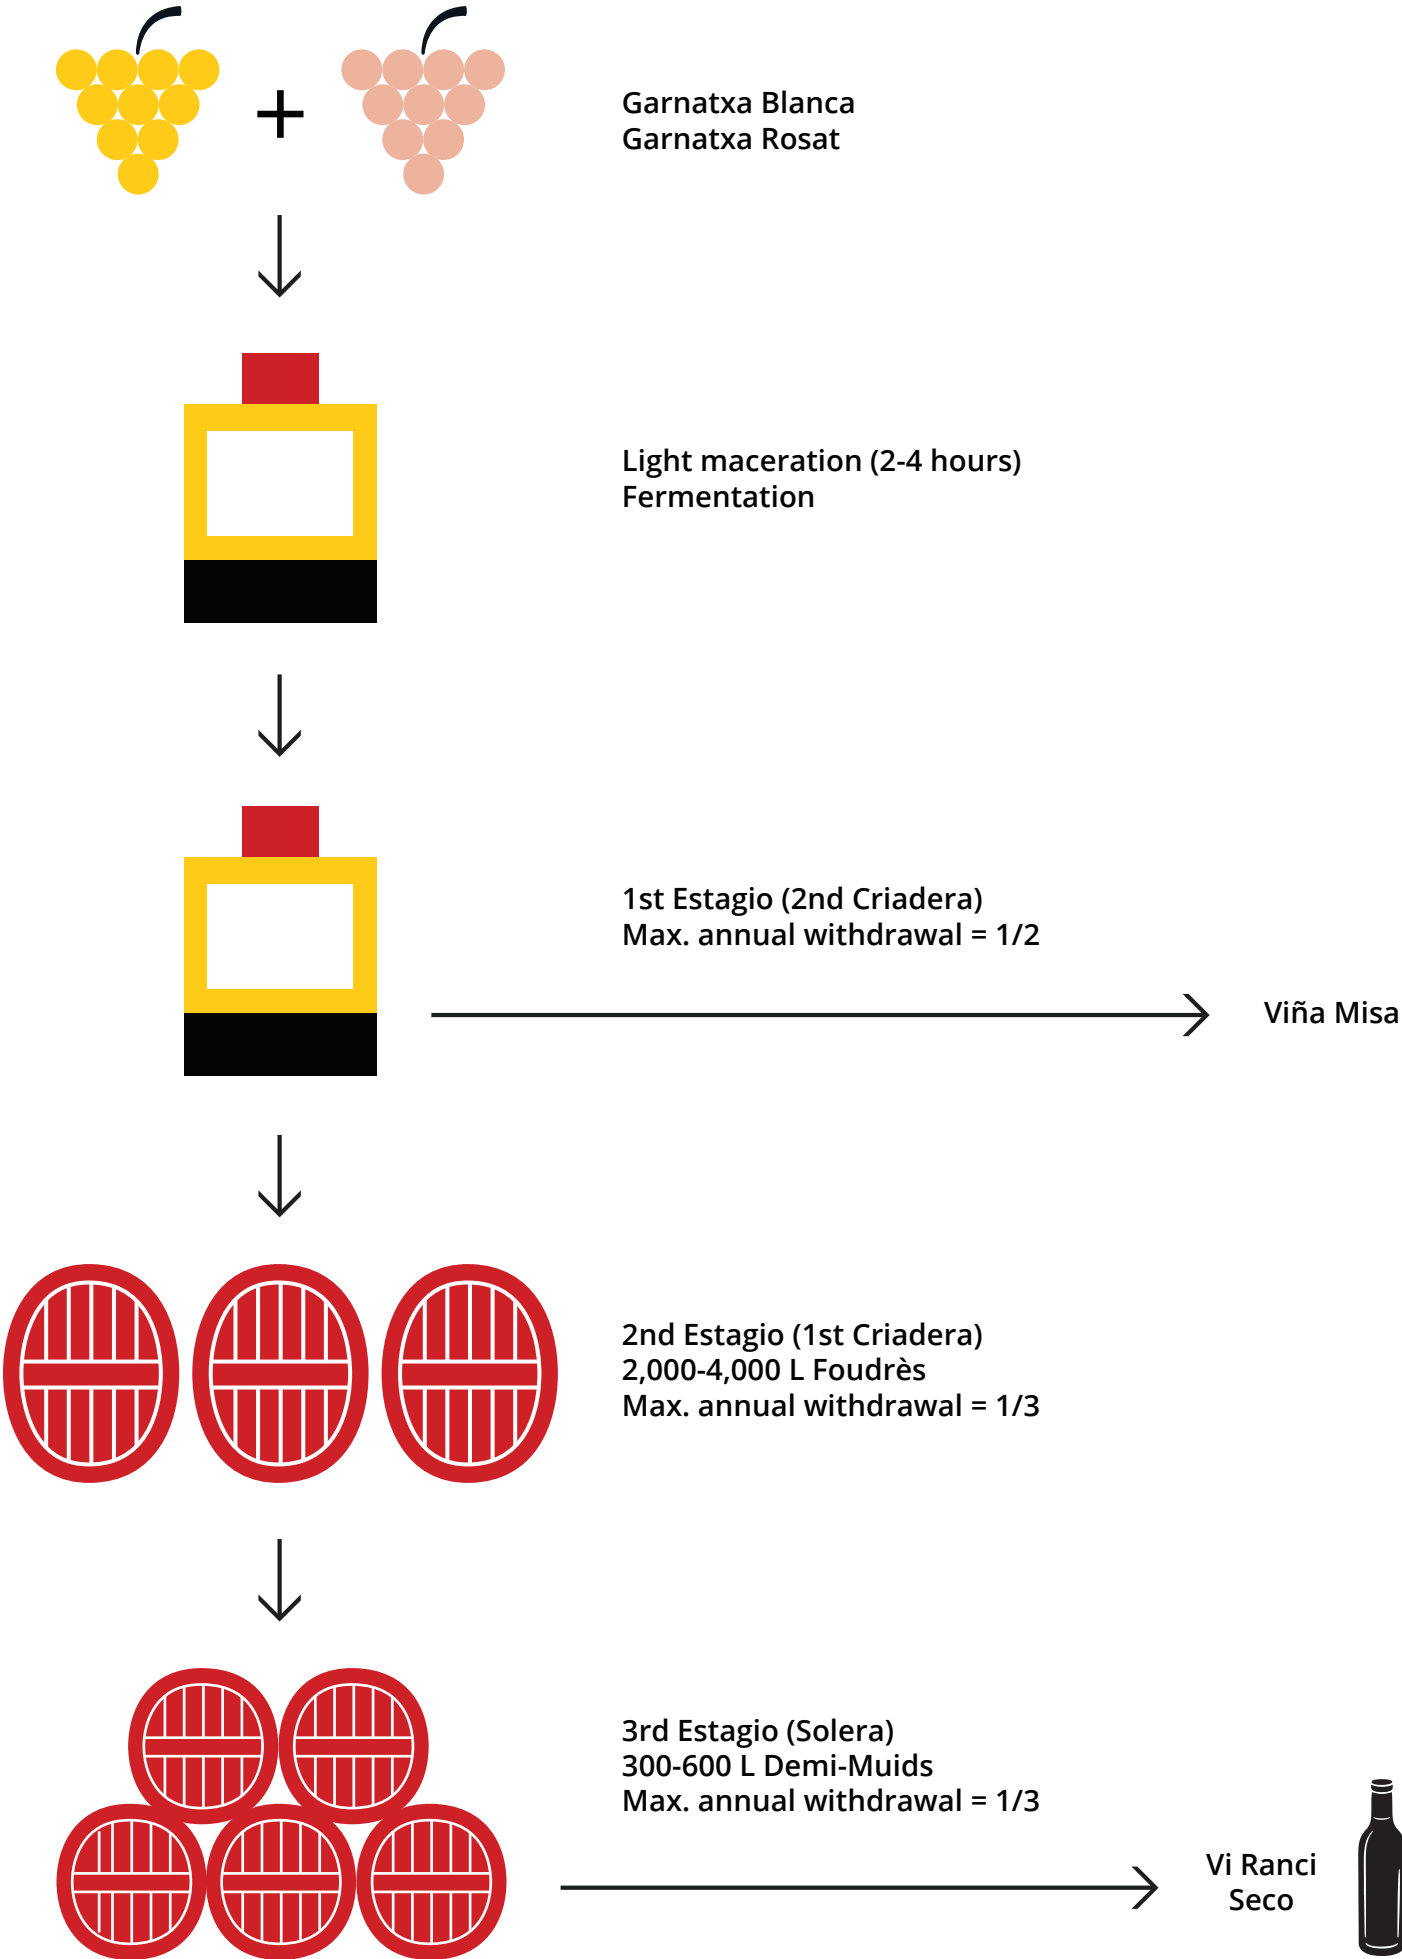 Garnatxa Blanca
Garnatxa Rosat
Light maceration (2-4 hours)
Fermentation
1st Estagio (2nd Criadera)
Max. annual withdrawal = 1/2
Viña Misa
2nd Estagio (1st Criadera)
2,000-4,000 L Foudrès
Max. annual withdrawal = 1/3
3rd Estagio (Solera)
300-600 L Demi-Muids
Max. annual withdrawal = 1/3
Vi Ranci
Seco